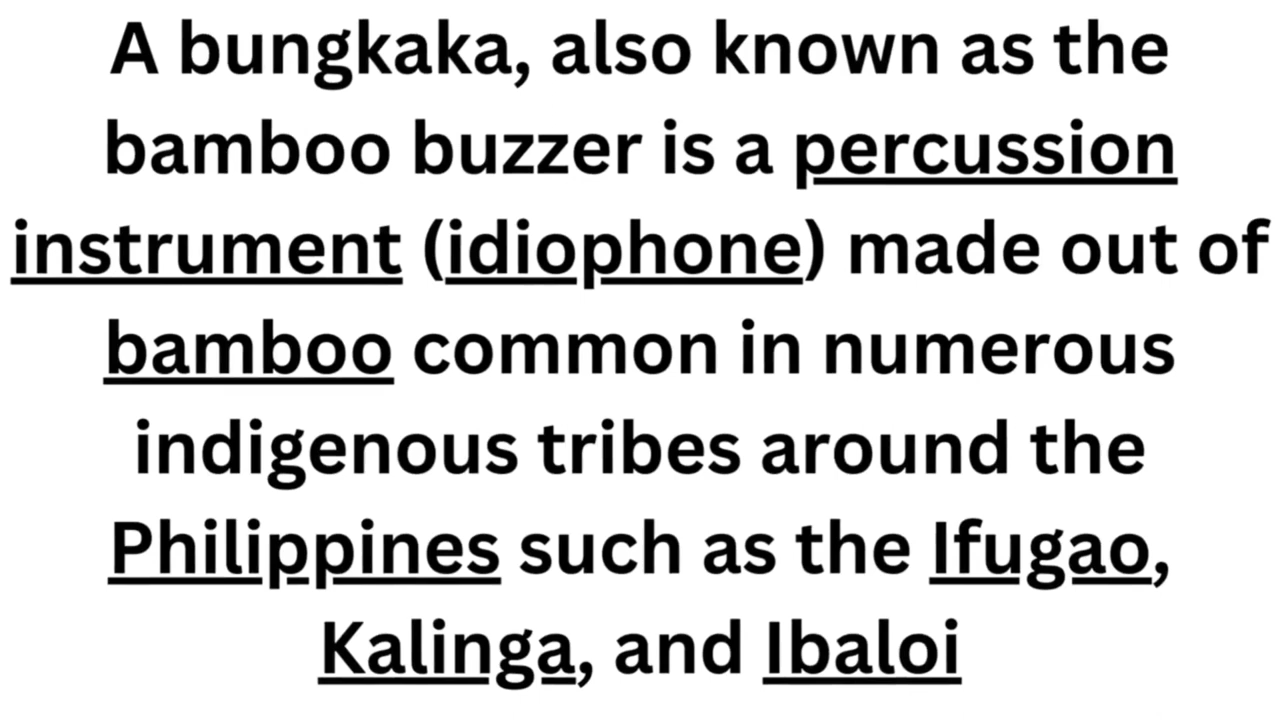 A bungkaka, also known as the
bamboo buzzer is a percussion
instrument (idiophone) made out of
bamboo common in numerous
indigenous tribes around the
Philippines such as the Ifugao,
Kalinga, and Ibaloi